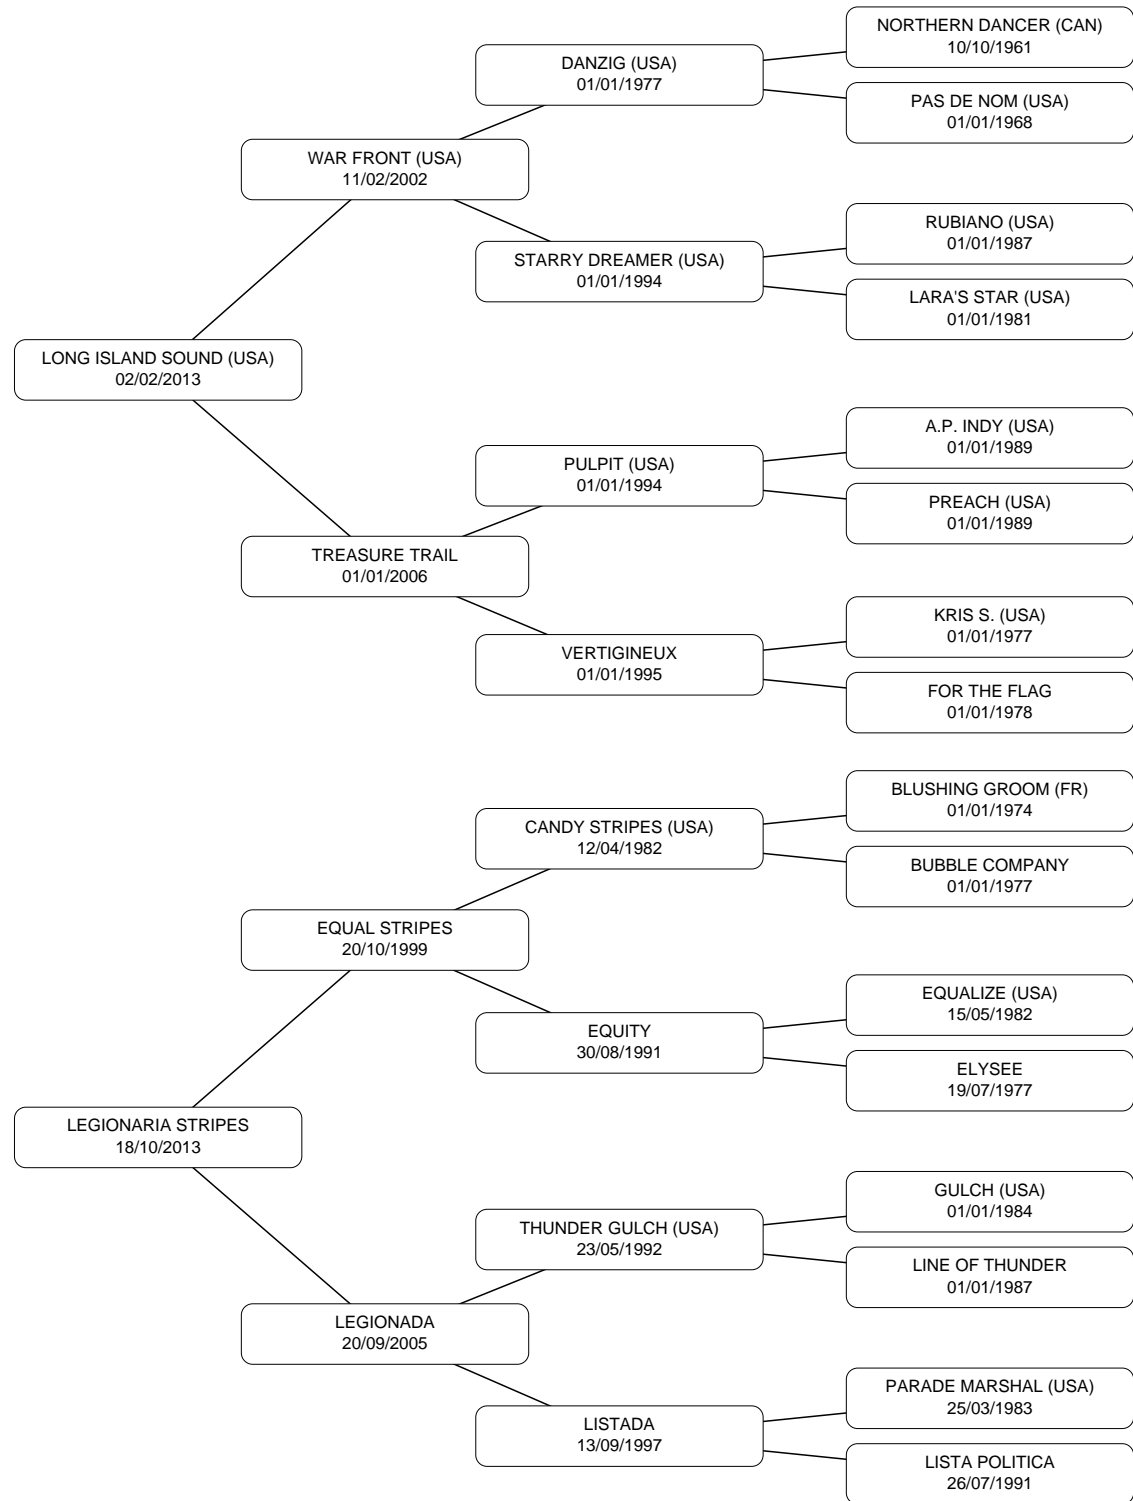 NORTHERN DANCER (CAN)
10/10/1961
DANZIG (USA)
01/01/1977
PAS DE NOM (USA)
01/01/1968
WAR FRONT (USA)
11/02/2002
RUBIANO (USA)
01/01/1987
STARRY DREAMER (USA)
01/01/1994
LARA'S STAR (USA)
01/01/1981
LONG ISLAND SOUND (USA)
02/02/2013
A.P. INDY (USA)
01/01/1989
PULPIT (USA)
01/01/1994
PREACH (USA)
01/01/1989
TREASURE TRAIL
01/01/2006
KRIS S. (USA)
01/01/1977
VERTIGINEUX
01/01/1995
FOR THE FLAG
01/01/1978
BLUSHING GROOM (FR)
01/01/1974
CANDY STRIPES (USA)
12/04/1982
BUBBLE COMPANY
01/01/1977
EQUAL STRIPES
20/10/1999
EQUALIZE (USA)
15/05/1982
EQUITY
30/08/1991
ELYSEE
19/07/1977
LEGIONARIA STRIPES
18/10/2013
GULCH (USA)
01/01/1984
THUNDER GULCH (USA)
23/05/1992
LINE OF THUNDER
01/01/1987
LEGIONADA
20/09/2005
PARADE MARSHAL (USA)
25/03/1983
LISTADA
13/09/1997
LISTA POLITICA
26/07/1991